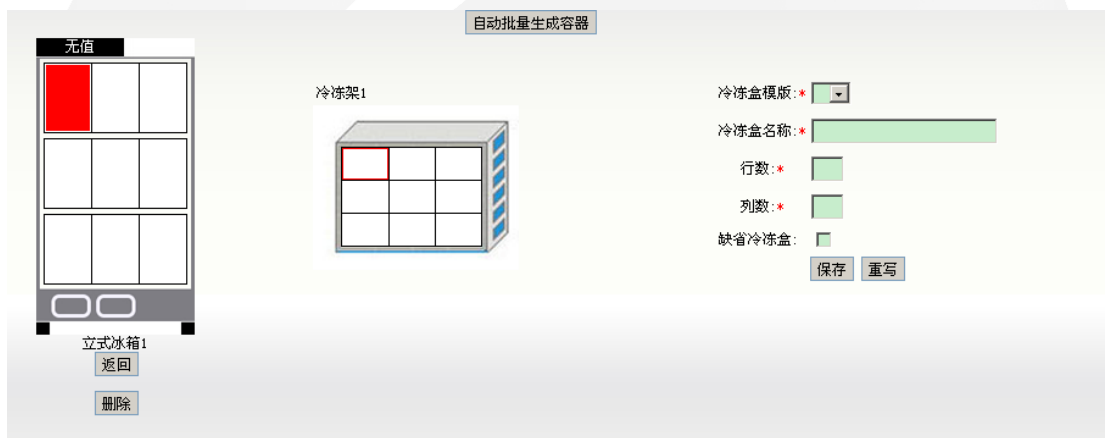 自动批量生成容器
无值
立式冰箱1
返回
删除
冷冻架1
冷冻盒模版:*
冷冻盒名称:*
行数:*
列数:*
缺省冷冻盒:
保存 重写